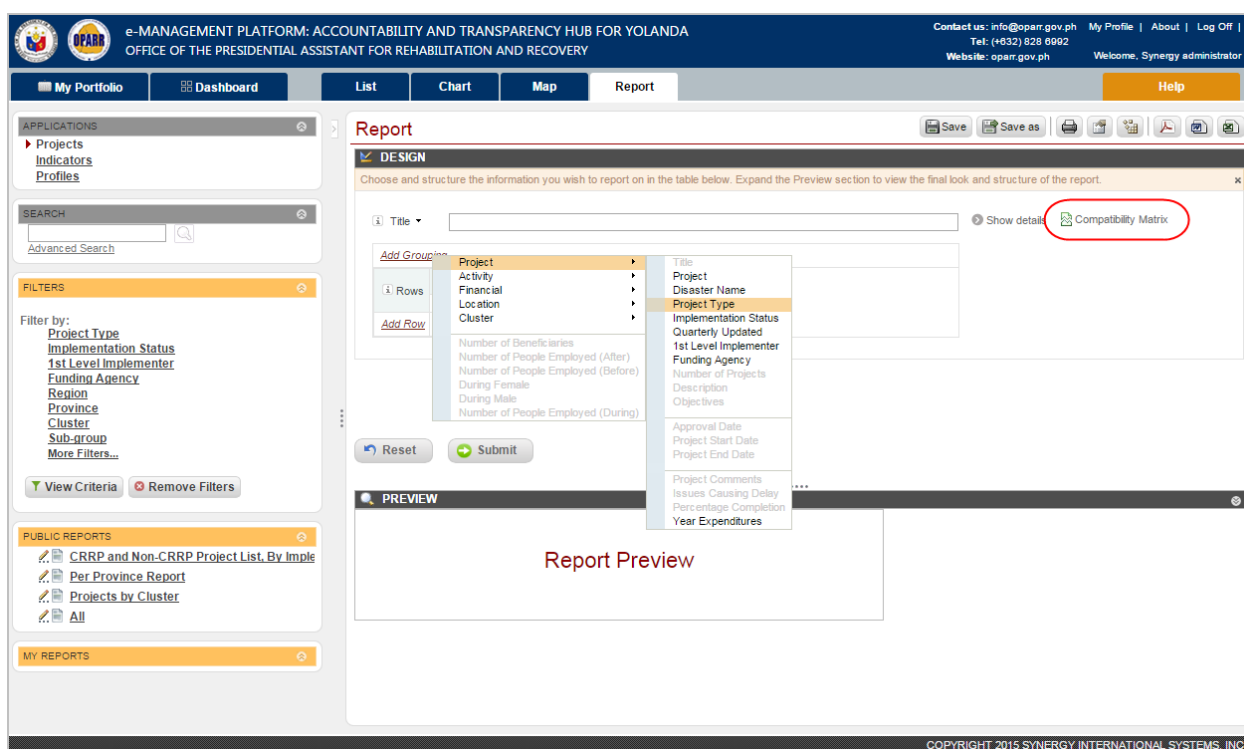 OPARR
e-MANAGEMENT PLATFORM: ACCOUNTABILITY AND TRANSPARENCY HUB FOR YOLANDA
OFFICE OF THE PRESIDENTIAL ASSISTANT FOR REHABILITATION AND RECOVERY
Contact us: info@oparr.gov.ph
Tel: (+632) 828 6992
Website: oparr.gov.ph
My Profile | About | Log Off |
Welcome, Synergy administrator
My Portfolio
Dashboard
List
Chart
Map
Report
Help
APPLICATIONS
Projects
Indicators
Profiles
SEARCH
Advanced Search
FILTERS
Filter by:
Project Type
Implementation Status
1st Level Implementer
Funding Agency
Region
Province
Cluster
Sub-group
More Filters...
View Criteria
Remove Filters
PUBLIC REPORTS
CRRP and Non-CRRP Project List, By Imple
Per Province Report
Projects by Cluster
All
MY REPORTS
Report
Save
Save as
DESIGN
Choose and structure the information you wish to report on in the table below. Expand the Preview section to view the final look and structure of the report.
Title
Show details
Compatibility Matrix
Add Grouping
Rows
Add Row
Project
Activity
Financial
Location
Cluster
Number of Beneficiaries
Number of People Employed (After)
Number of People Employed (Before)
During Female
During Male
Number of People Employed (During)
Title
Project
Disaster Name
Project Type
Implementation Status
Quarterly Updated
1st Level Implementer
Funding Agency
Number of Projects
Description
Objectives
Approval Date
Project Start Date
Project End Date
Project Comments
Issues Causing Delay
Percentage Completion
Year Expenditures
Reset
Submit
PREVIEW
Report Preview
COPYRIGHT 2015 SYNERGY INTERNATIONAL SYSTEMS, INC